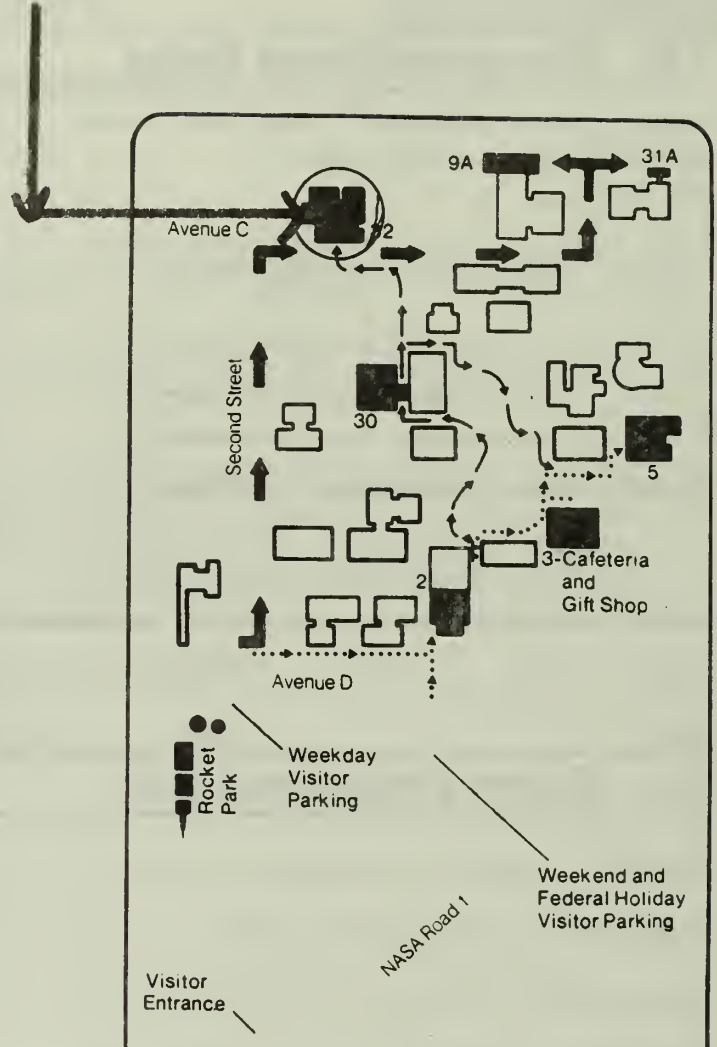 9A
31A
Avenue C
Second Street
30
5
3-Cafeteria
and
Gift Shop
2
Avenue D
Rocket
Park
Weekday
Visitor
Parking
Weekend and
Federal Holiday
Visitor Parking
NASA Road 1
Visitor
Entrance